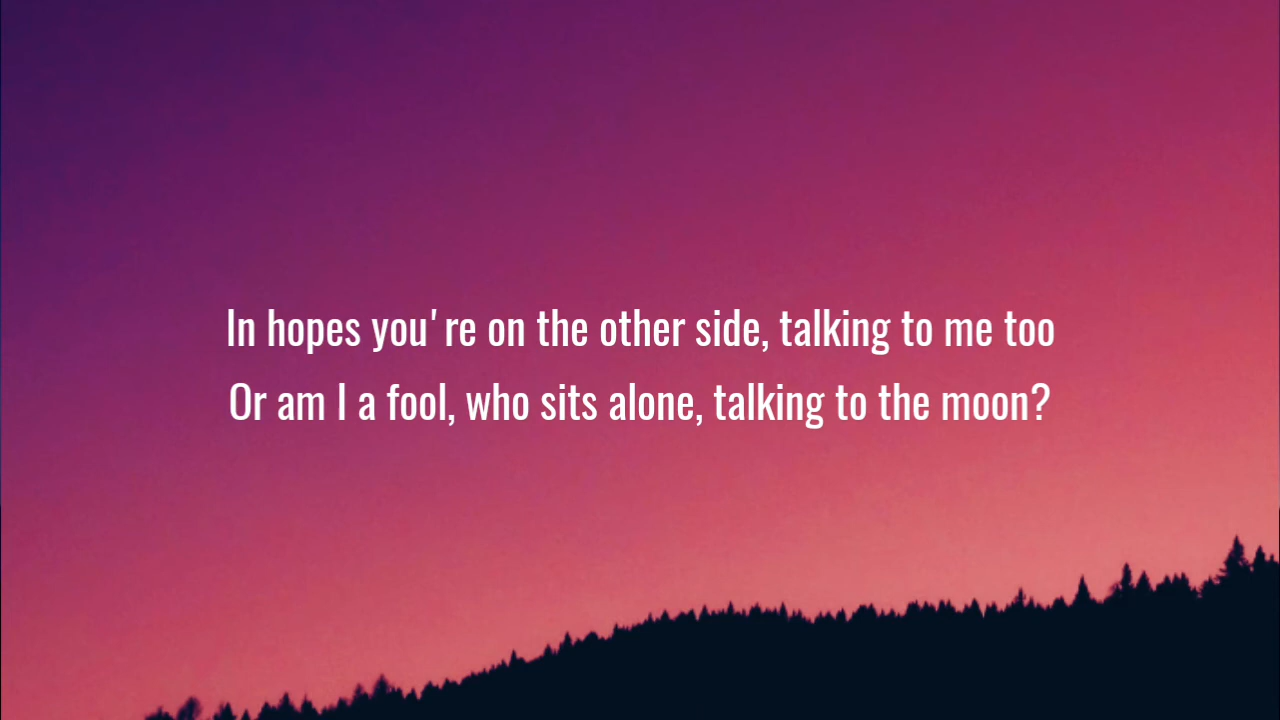 In hopes you're on the other side, talking to me too
Or am I a fool, who sits alone, talking to the moon?